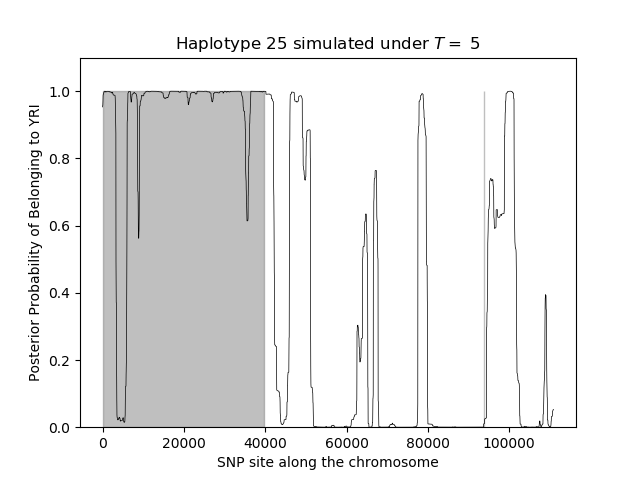 Haplotype 25 simulated under T = 5
Posterior Probability of Belonging to YRI
1.0
0.8
0.6
0.4
0.2
0.0
0 20000 40000 60000 80000 100000
SNP site along the chromosome